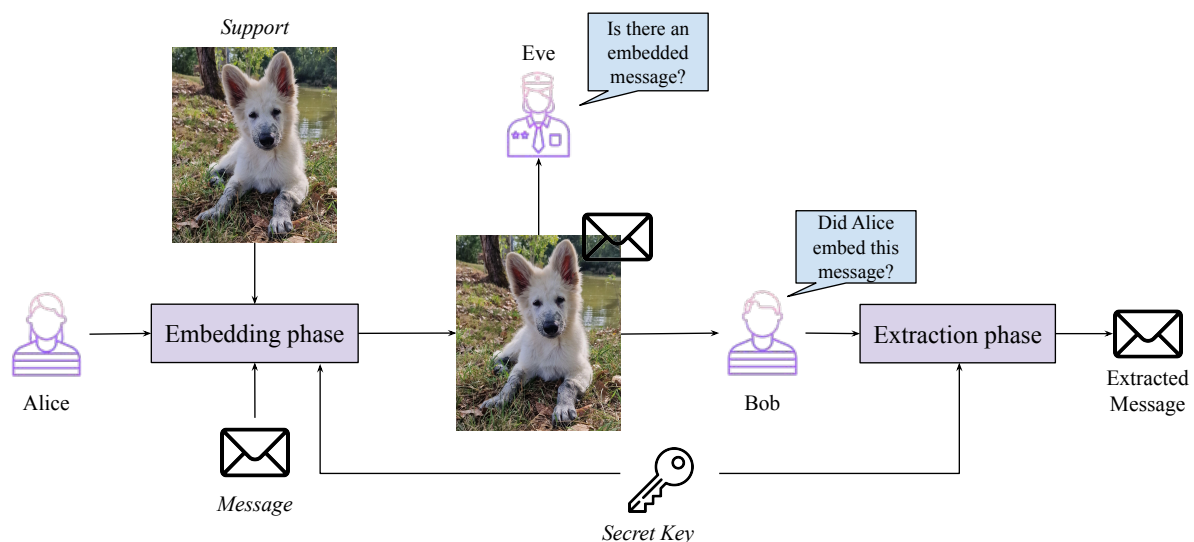 Support
Eve
Is there an
embedded
message?
Did Alice
embed this
message?
Embedding phase
Extraction phase
Alice
Bob
Extracted
Message
Message
Secret Key